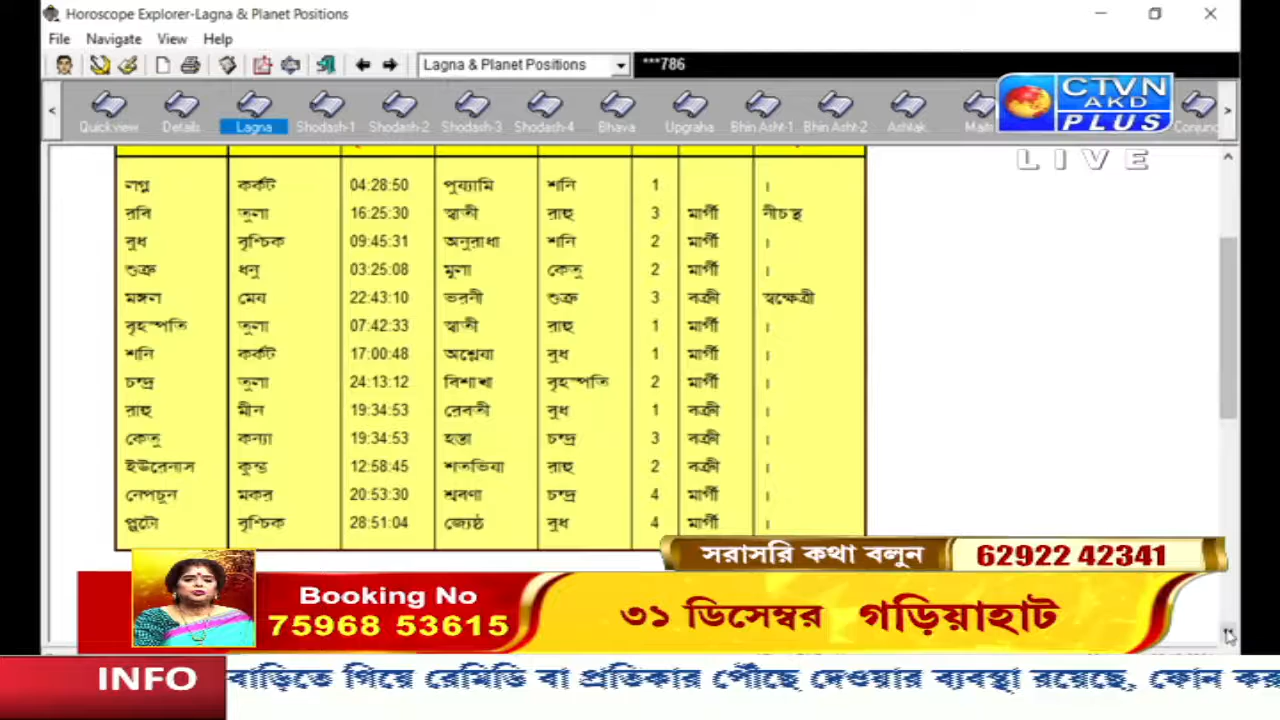 Horoscope Explorer-Lagna & Planet Positions
File Navigate View Help
Lagna & Planet Positions ***786
Quick view Details Lagna Shodash-1 Shodash-2 Shodash-3 Shodash-4 Bhava Upgraha Bhin Asht-1 Bhin Asht-2 Ashtak. Conjunc
CTVN
AKD
PLUS
LIVE
লগ্ন কর্কট 04:28:50 পুষ্যামি শনি 1 ।
রবি তুলা 16:25:30 স্বাতী রাহু 3 মার্গী নীচস্থ
বুধ বৃশ্চিক 09:45:31 অনুরাধা শনি 2 মার্গী ।
শুক্র ধনু 03:25:08 মুলা কেতু 2 মার্গী ।
মঙ্গল মেষ 22:43:10 ভরনী শুক্র 3 বক্রী স্বক্ষেত্রী
বৃহস্পতি তুলা 07:42:33 স্বাতী রাহু 1 মার্গী ।
শনি কর্কট 17:00:48 অশ্লেষা বুধ 1 মার্গী ।
চন্দ্র তুলা 24:13:12 বিশাখা বৃহস্পতি 2 মার্গী ।
রাহু মীন 19:34:53 রেবতী বুধ 1 বক্রী ।
কেতু কন্যা 19:34:53 হস্তা চন্দ্র 3 বক্রী ।
ইউরেনাস কুম্ভ 12:58:45 শতভিষা রাহু 2 বক্রী ।
নেপচুন মকর 20:53:30 শ্রবণা চন্দ্র 4 মার্গী ।
প্লুটো বৃশ্চিক 28:51:04 জ্যেষ্ঠ বুধ 4 মার্গী ।
সরাসরি কথা বলুন 62922 42341
Booking No
75968 53615
৩১ ডিসেম্বর গড়িয়াহাট
INFO বাড়িতে গিয়ে রেমিডি বা প্রতিকার পৌঁছে দেওয়ার ব্যবস্থা রয়েছে, ফোন কর